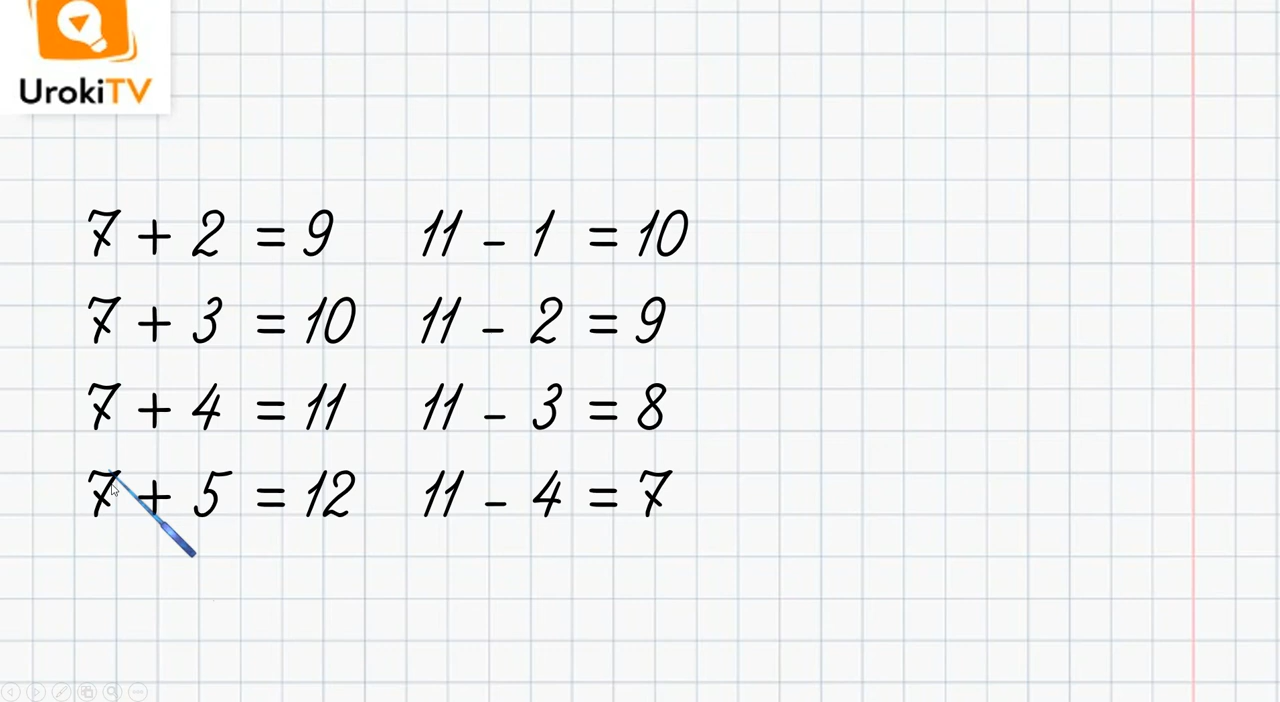 UrokiTV
7 + 2 = 9 11 - 1 = 10
7 + 3 = 10 11 - 2 = 9
7 + 4 = 11 11 - 3 = 8
7 + 5 = 12 11 - 4 = 7